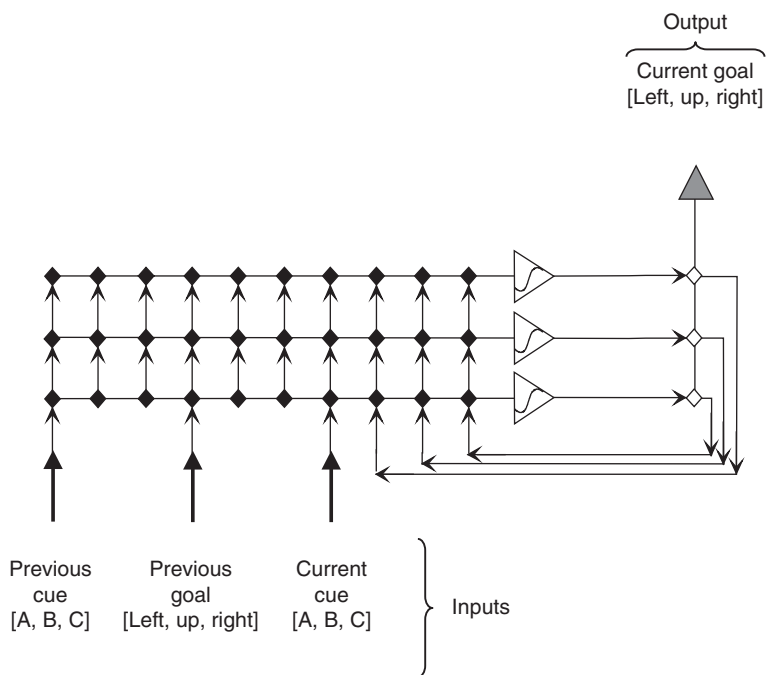 Output
Current goal
[Left, up, right]
Previous
cue
[A, B, C]
Previous
goal
[Left, up, right]
Current
cue
[A, B, C]
Inputs